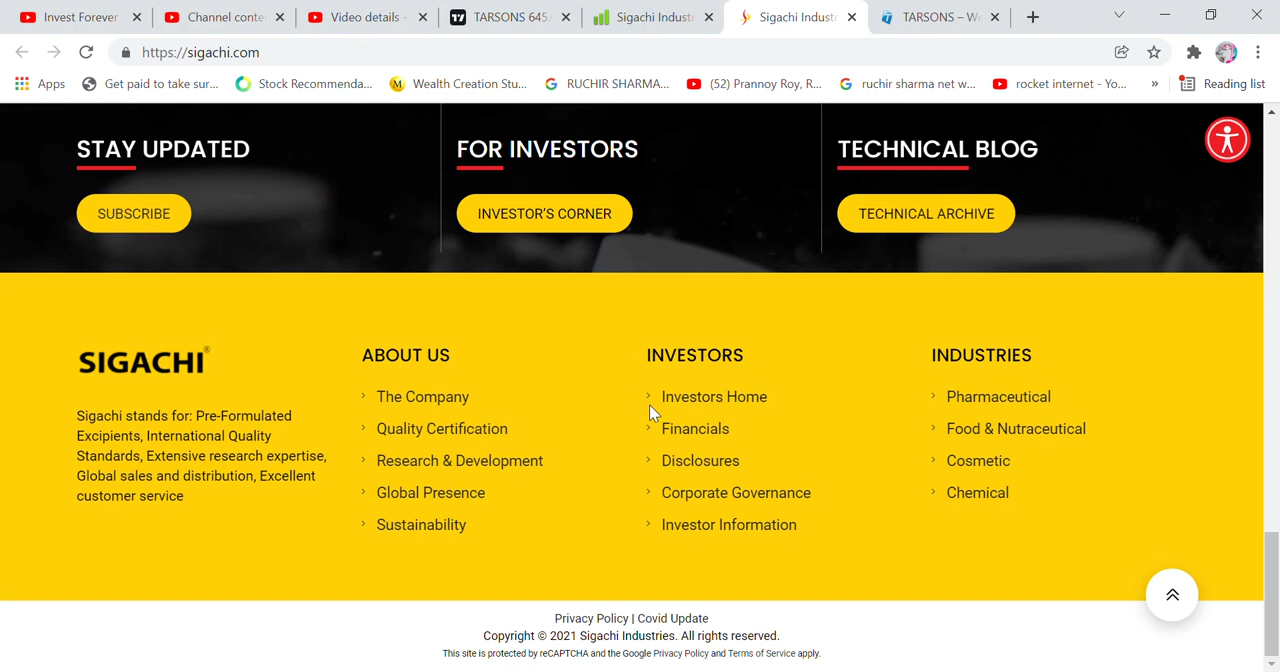 Invest Forever
Channel conte
Video details -
TARSONS 645.
Sigachi Industr
Sigachi Industr
TARSONS – We
https://sigachi.com
Apps
Get paid to take sur...
Stock Recommenda...
Wealth Creation Stu...
RUCHIR SHARMA...
(52) Prannoy Roy, R...
ruchir sharma net w...
rocket internet - Yo...
»
Reading list
STAY UPDATED
FOR INVESTORS
TECHNICAL BLOG
SUBSCRIBE
INVESTOR'S CORNER
TECHNICAL ARCHIVE
SIGACHI®
Sigachi stands for: Pre-Formulated
Excipients, International Quality
Standards, Extensive research expertise,
Global sales and distribution, Excellent
customer service
ABOUT US
The Company
Quality Certification
Research & Development
Global Presence
Sustainability
INVESTORS
Investors Home
Financials
Disclosures
Corporate Governance
Investor Information
INDUSTRIES
Pharmaceutical
Food & Nutraceutical
Cosmetic
Chemical
Privacy Policy | Covid Update
Copyright © 2021 Sigachi Industries. All rights reserved.
This site is protected by reCAPTCHA and the Google Privacy Policy and Terms of Service apply.